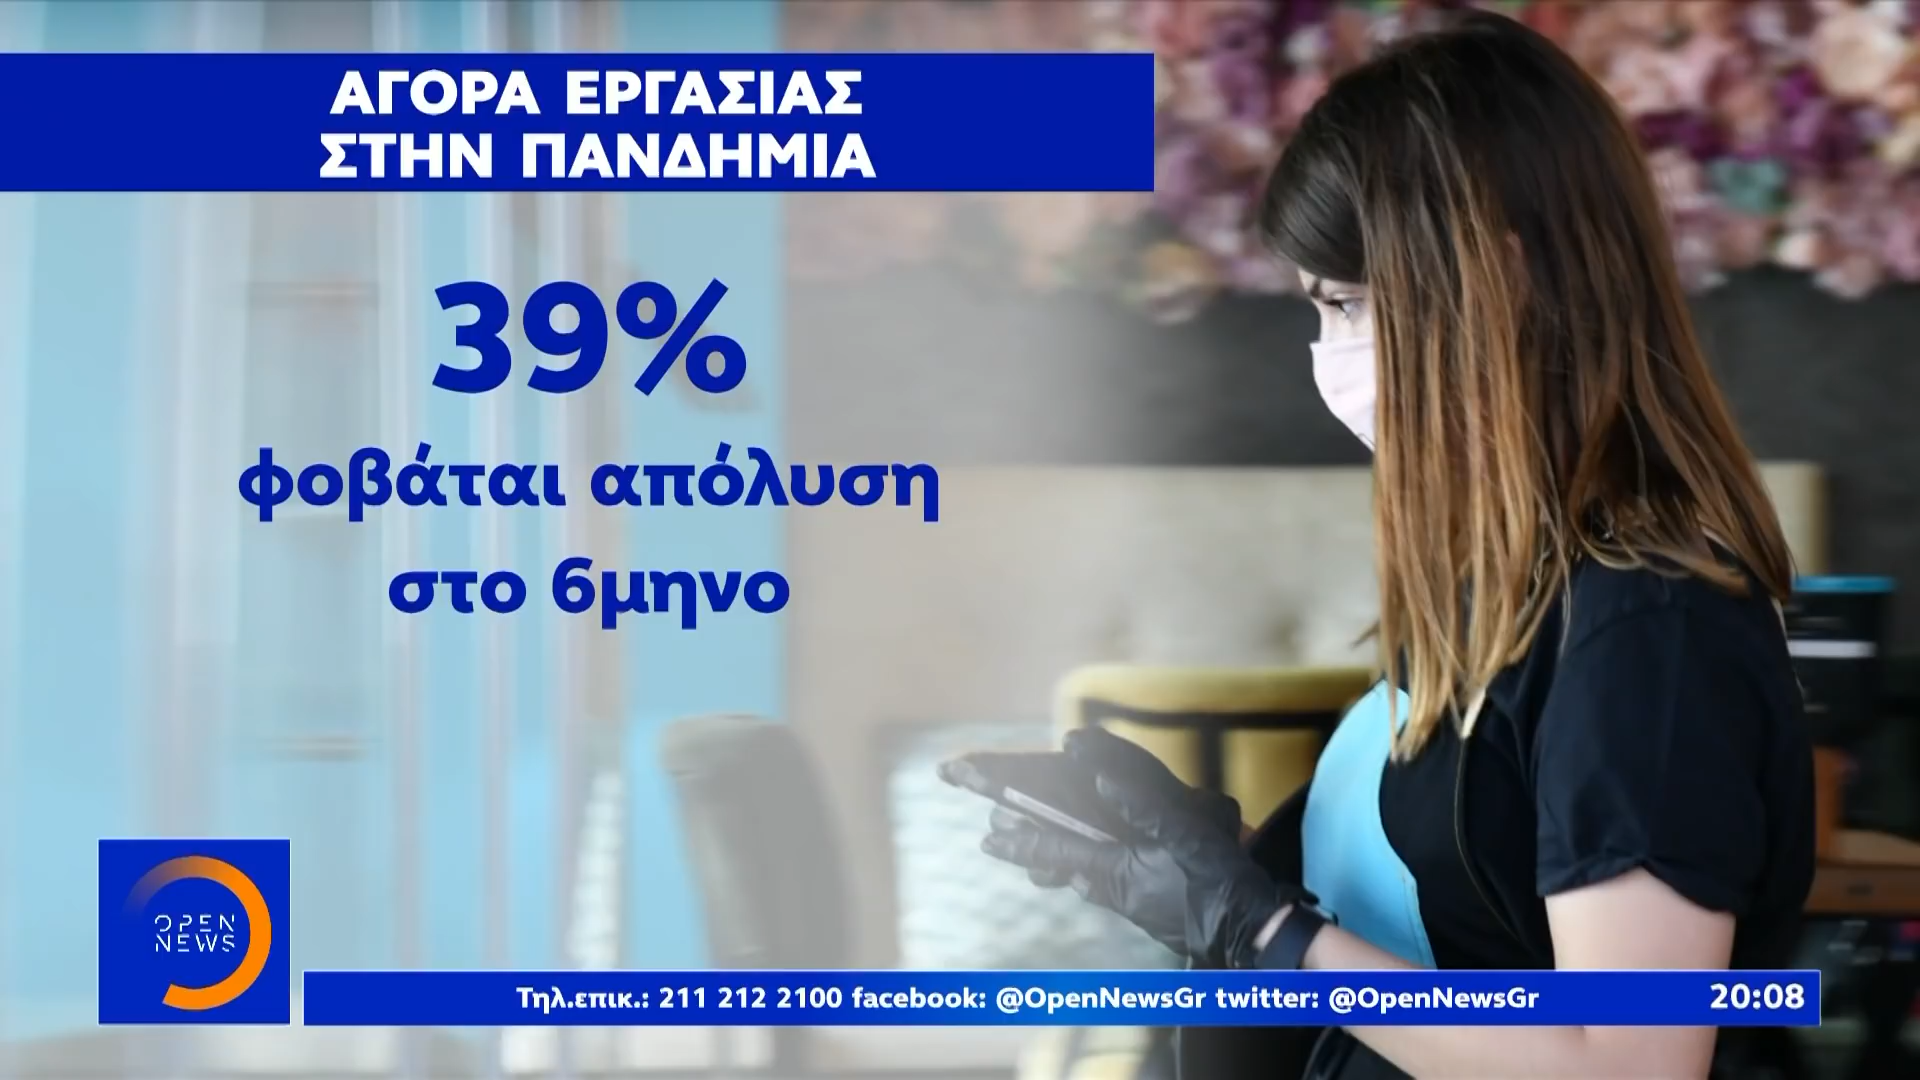 ΑΓΟΡΑ ΕΡΓΑΣΙΑΣ
ΣΤΗΝ ΠΑΝΔΗΜΙΑ
39%
φοβάται απόλυση
στο 6μηνο
OPEN
NEWS
Τηλ.επικ.: 211 212 2100 facebook: @OpenNewsGr twitter: @OpenNewsGr
20:08